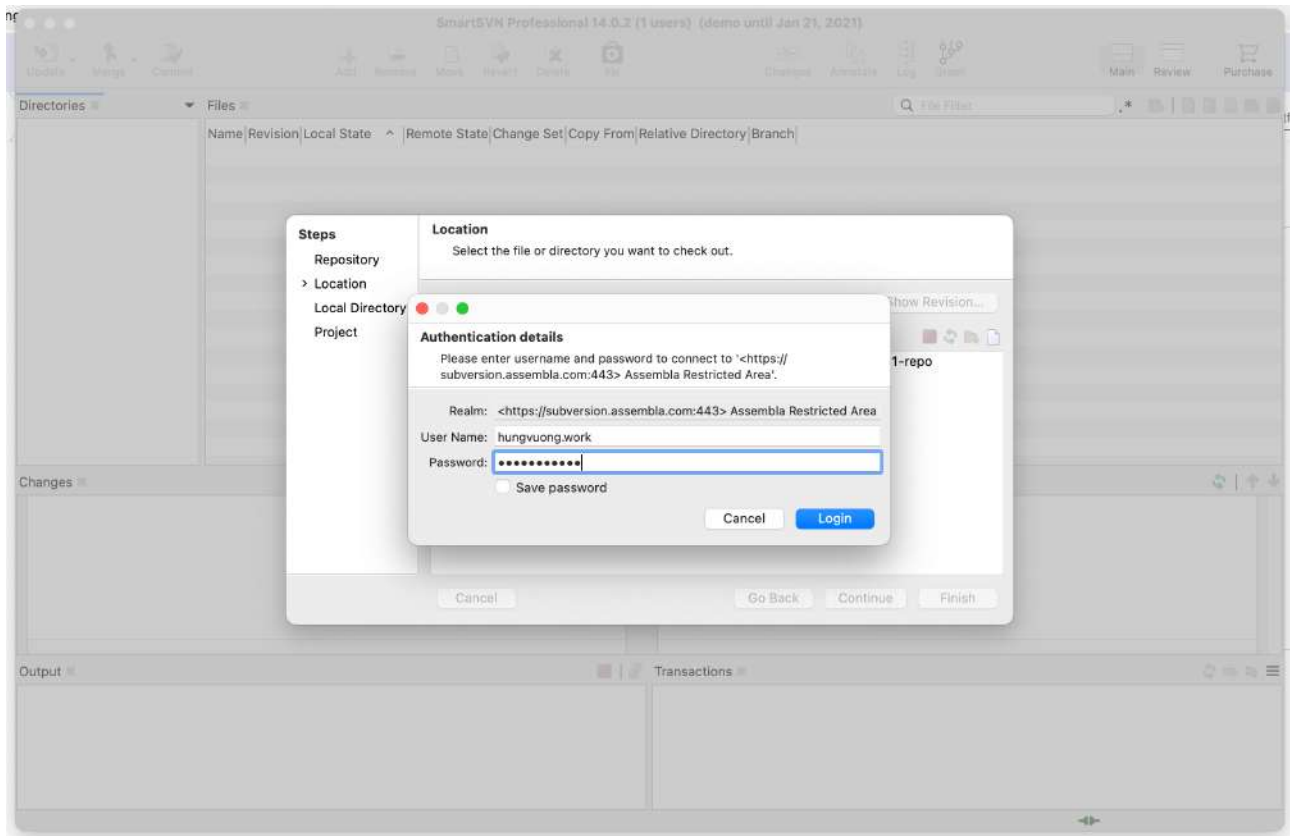 SmartSVN Professional 14.0.2 (1 users) (demo until Jan 21, 2021)
Update Merge Commit Add Remove Move Revert Delete Changes Annotate Log Main Review Purchase
Directories Files File Filter .*
Name Revision Local State ^ Remote State Change Set Copy From Relative Directory Branch
Steps
Repository
> Location
Local Directory
Project
Location
Select the file or directory you want to check out.
Show Revision...
1-repo
Authentication details
Please enter username and password to connect to '<https://
subversion.assembla.com:443> Assembla Restricted Area'.
Realm: <https://subversion.assembla.com:443> Assembla Restricted Area
User Name: hungvuong.work
Password: •••••••••••
Save password
Cancel Login
Cancel Go Back Continue Finish
Changes
Output Transactions